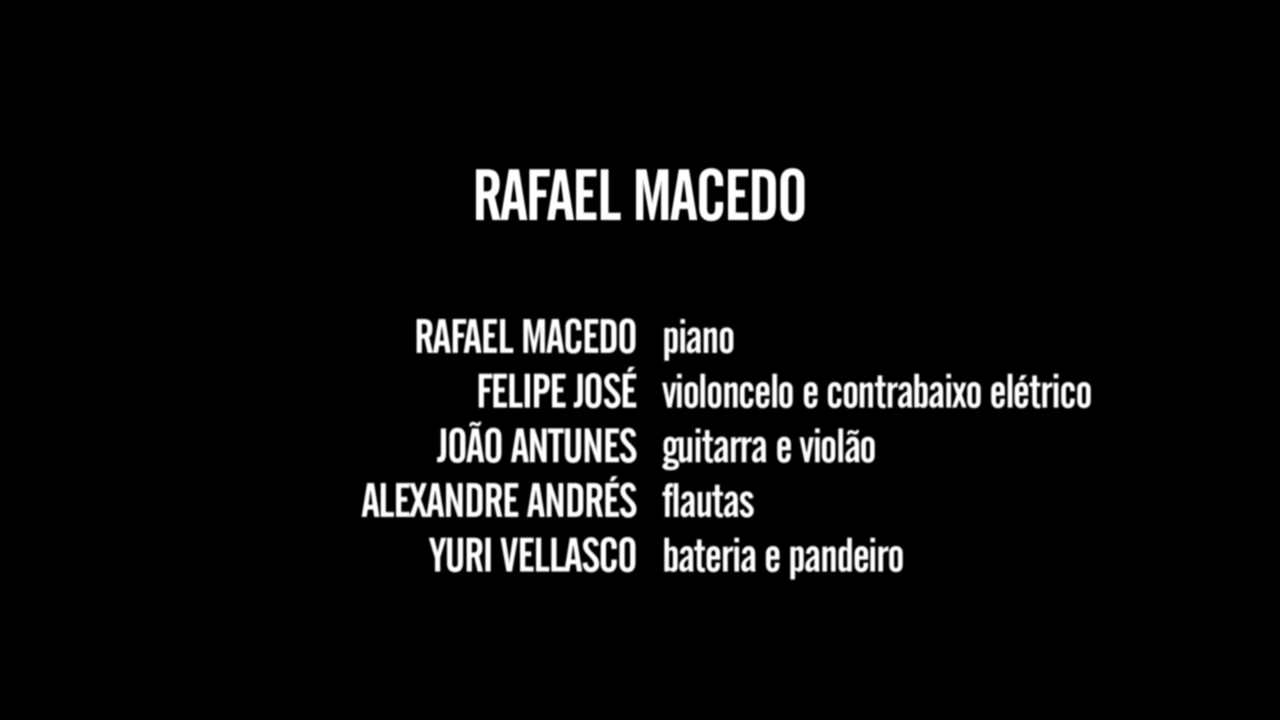 RAFAEL MACEDO
RAFAEL MACEDO piano
FELIPE JOSÉ violoncelo e contrabaixo elétrico
JOÃO ANTUNES guitarra e violão
ALEXANDRE ANDRÉS flautas
YURI VELLASCO bateria e pandeiro